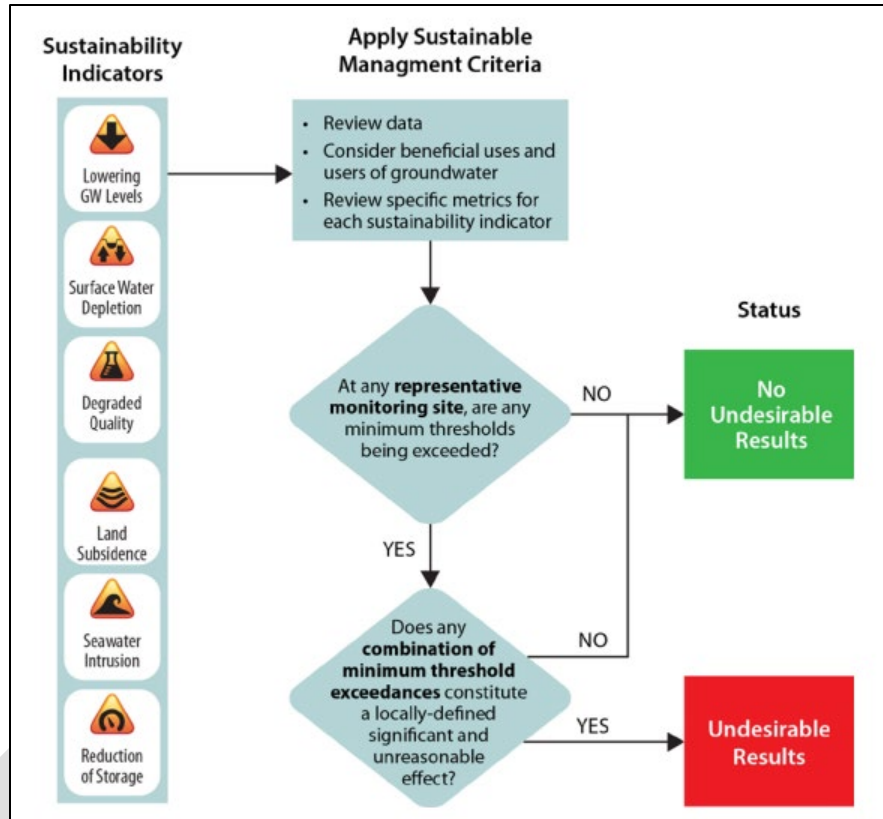 Sustainability
Indicators
Lowering
GW Levels
Surface Water
Depletion
Degraded
Quality
Land
Subsidence
Seawater
Intrusion
Reduction
of Storage
Apply Sustainable
Managment Criteria
• Review data
• Consider beneficial uses and
users of groundwater
• Review specific metrics for
each sustainability indicator
At any representative
monitoring site, are any
minimum thresholds
being exceeded?
NO
YES
Does any
combination of
minimum threshold
exceedances constitute
a locally-defined
significant and
unreasonable
effect?
NO
YES
Status
No
Undesirable
Results
Undesirable
Results